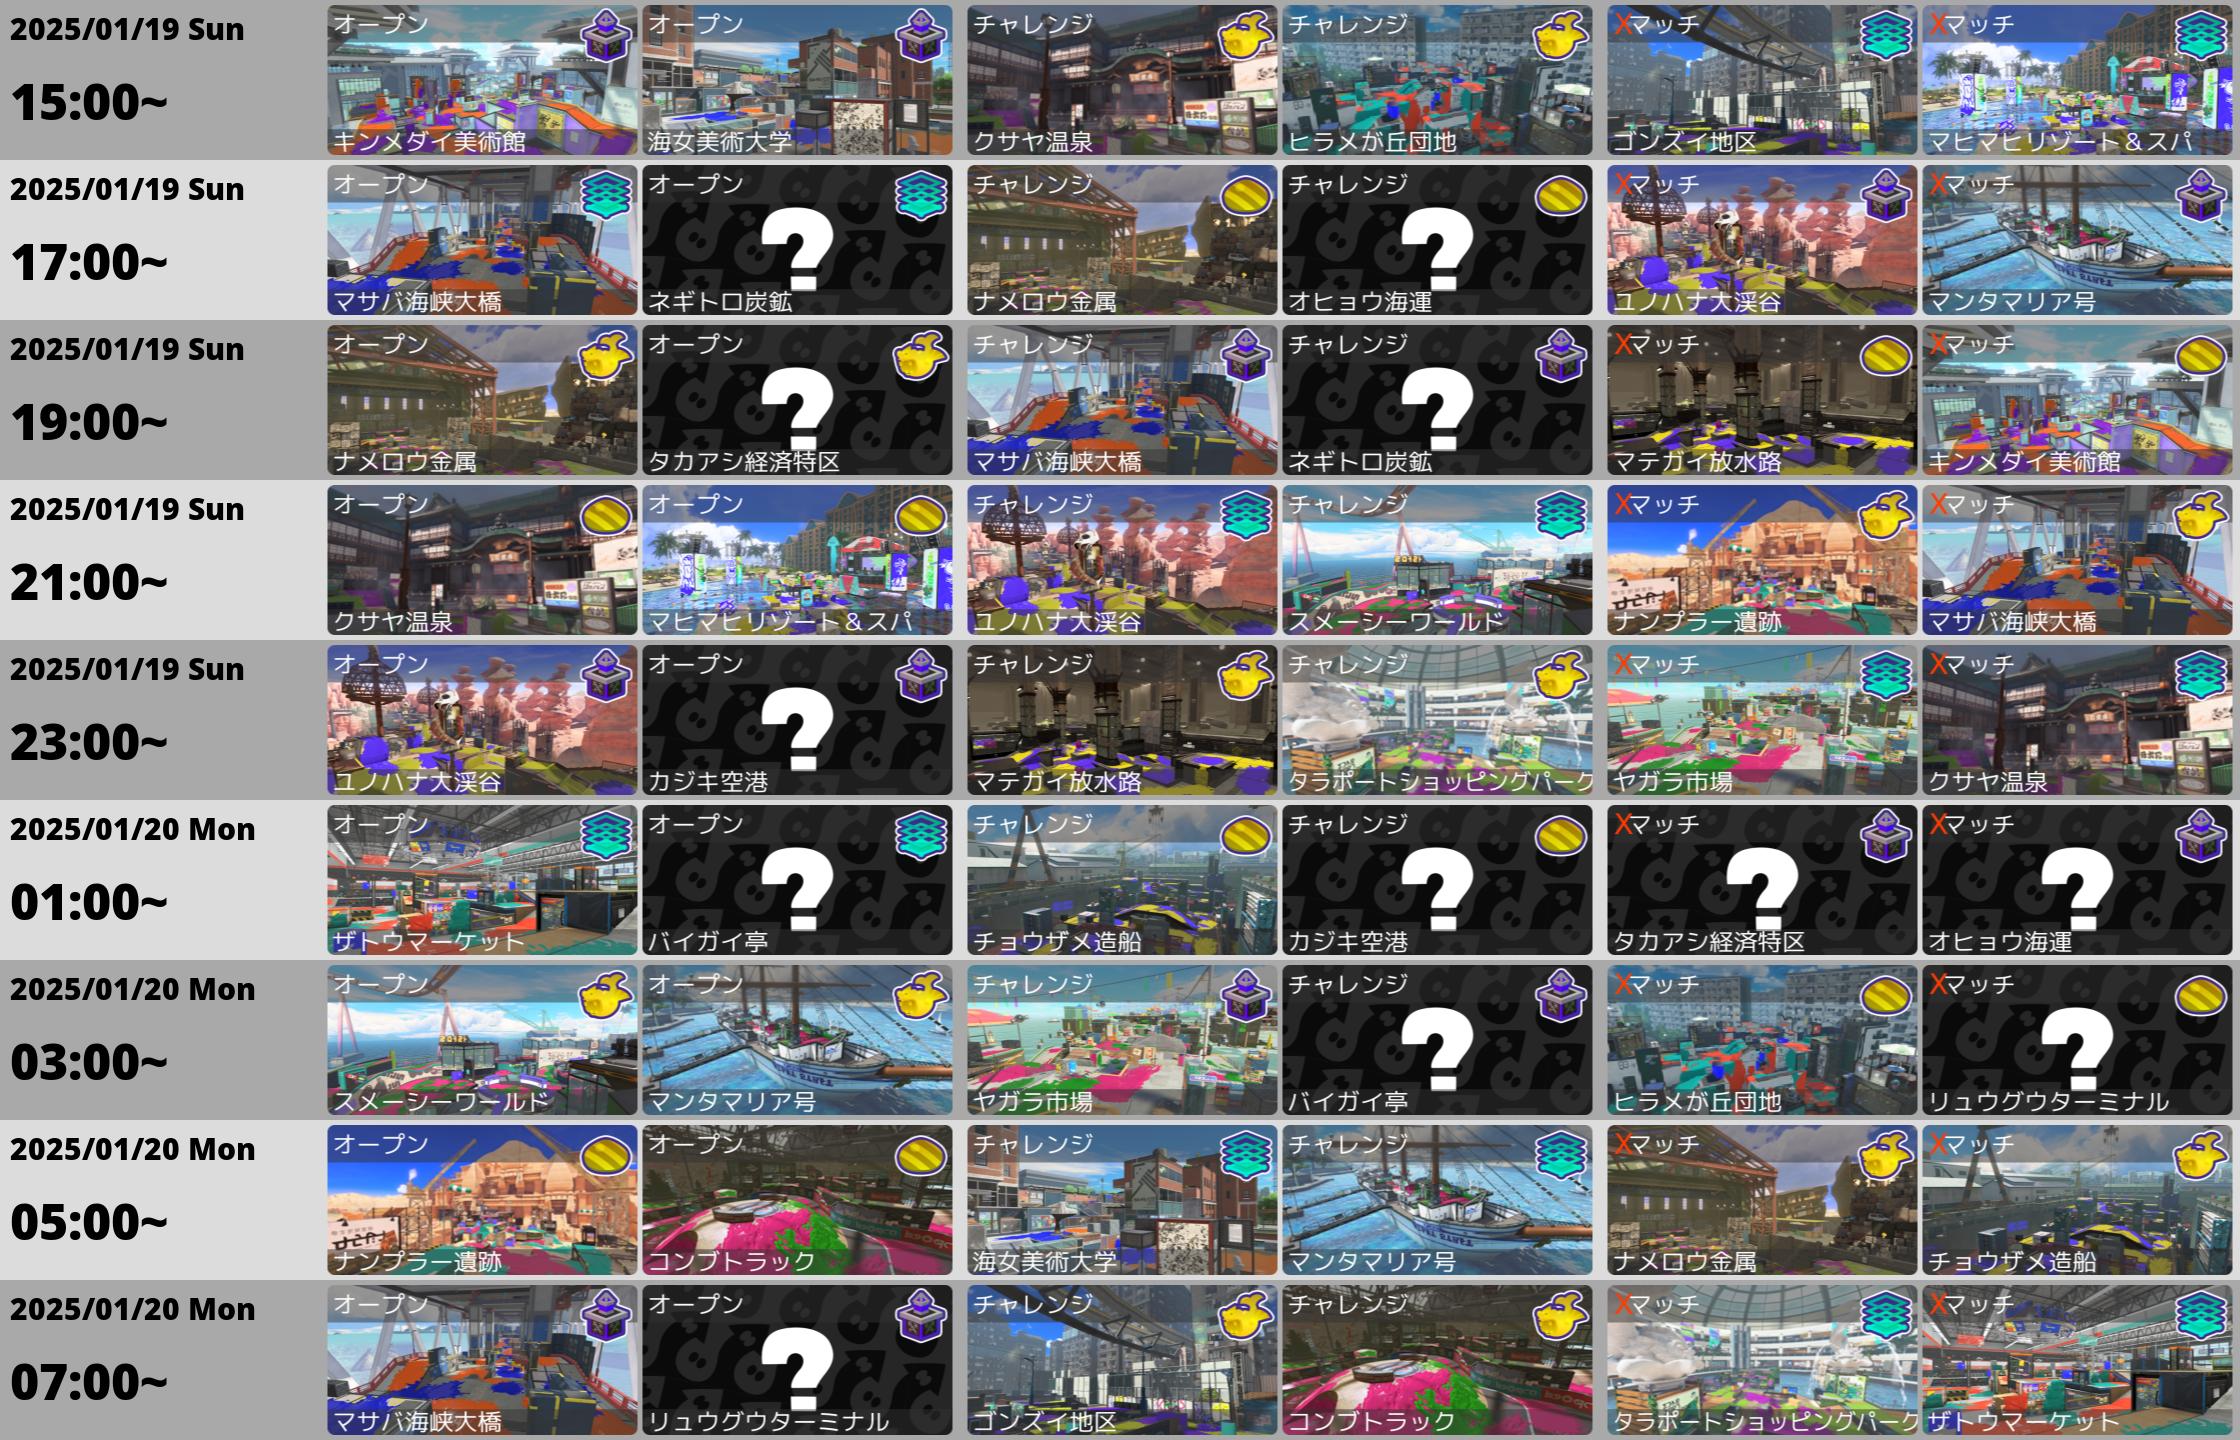 2025/01/19 Sun
15:00~
オープン
キンメダイ美術館
オープン
海女美術大学
チャレンジ
クサヤ温泉
チャレンジ
ヒラメが丘団地
Xマッチ
ゴンズイ地区
Xマッチ
マヒマヒリゾート＆スパ
2025/01/19 Sun
17:00~
オープン
マサバ海峡大橋
オープン
ネギトロ炭鉱
チャレンジ
ナメロウ金属
チャレンジ
オヒョウ海運
Xマッチ
ユノハナ大渓谷
Xマッチ
マンタマリア号
2025/01/19 Sun
19:00~
オープン
ナメロウ金属
オープン
タカアシ経済特区
チャレンジ
マサバ海峡大橋
チャレンジ
ネギトロ炭鉱
Xマッチ
マテガイ放水路
Xマッチ
キンメダイ美術館
2025/01/19 Sun
21:00~
オープン
クサヤ温泉
オープン
マヒマヒリゾート＆スパ
チャレンジ
ユノハナ大渓谷
チャレンジ
スメーシーワールド
Xマッチ
ナンプラー遺跡
Xマッチ
マサバ海峡大橋
2025/01/19 Sun
23:00~
オープン
ユノハナ大渓谷
オープン
カジキ空港
チャレンジ
マテガイ放水路
チャレンジ
タラポートショッピングパーク
Xマッチ
ヤガラ市場
Xマッチ
クサヤ温泉
2025/01/20 Mon
01:00~
オープン
ザトウマーケット
オープン
バイガイ亭
チャレンジ
チョウザメ造船
チャレンジ
カジキ空港
Xマッチ
タカアシ経済特区
Xマッチ
オヒョウ海運
2025/01/20 Mon
03:00~
オープン
スメーシーワールド
オープン
マンタマリア号
チャレンジ
ヤガラ市場
チャレンジ
バイガイ亭
Xマッチ
ヒラメが丘団地
Xマッチ
リュウグウターミナル
2025/01/20 Mon
05:00~
オープン
ナンプラー遺跡
オープン
コンブトラック
チャレンジ
海女美術大学
チャレンジ
マンタマリア号
Xマッチ
ナメロウ金属
Xマッチ
チョウザメ造船
2025/01/20 Mon
07:00~
オープン
マサバ海峡大橋
オープン
リュウグウターミナル
チャレンジ
ゴンズイ地区
チャレンジ
コンブトラック
Xマッチ
タラポートショッピングパーク
Xマッチ
ザトウマーケット